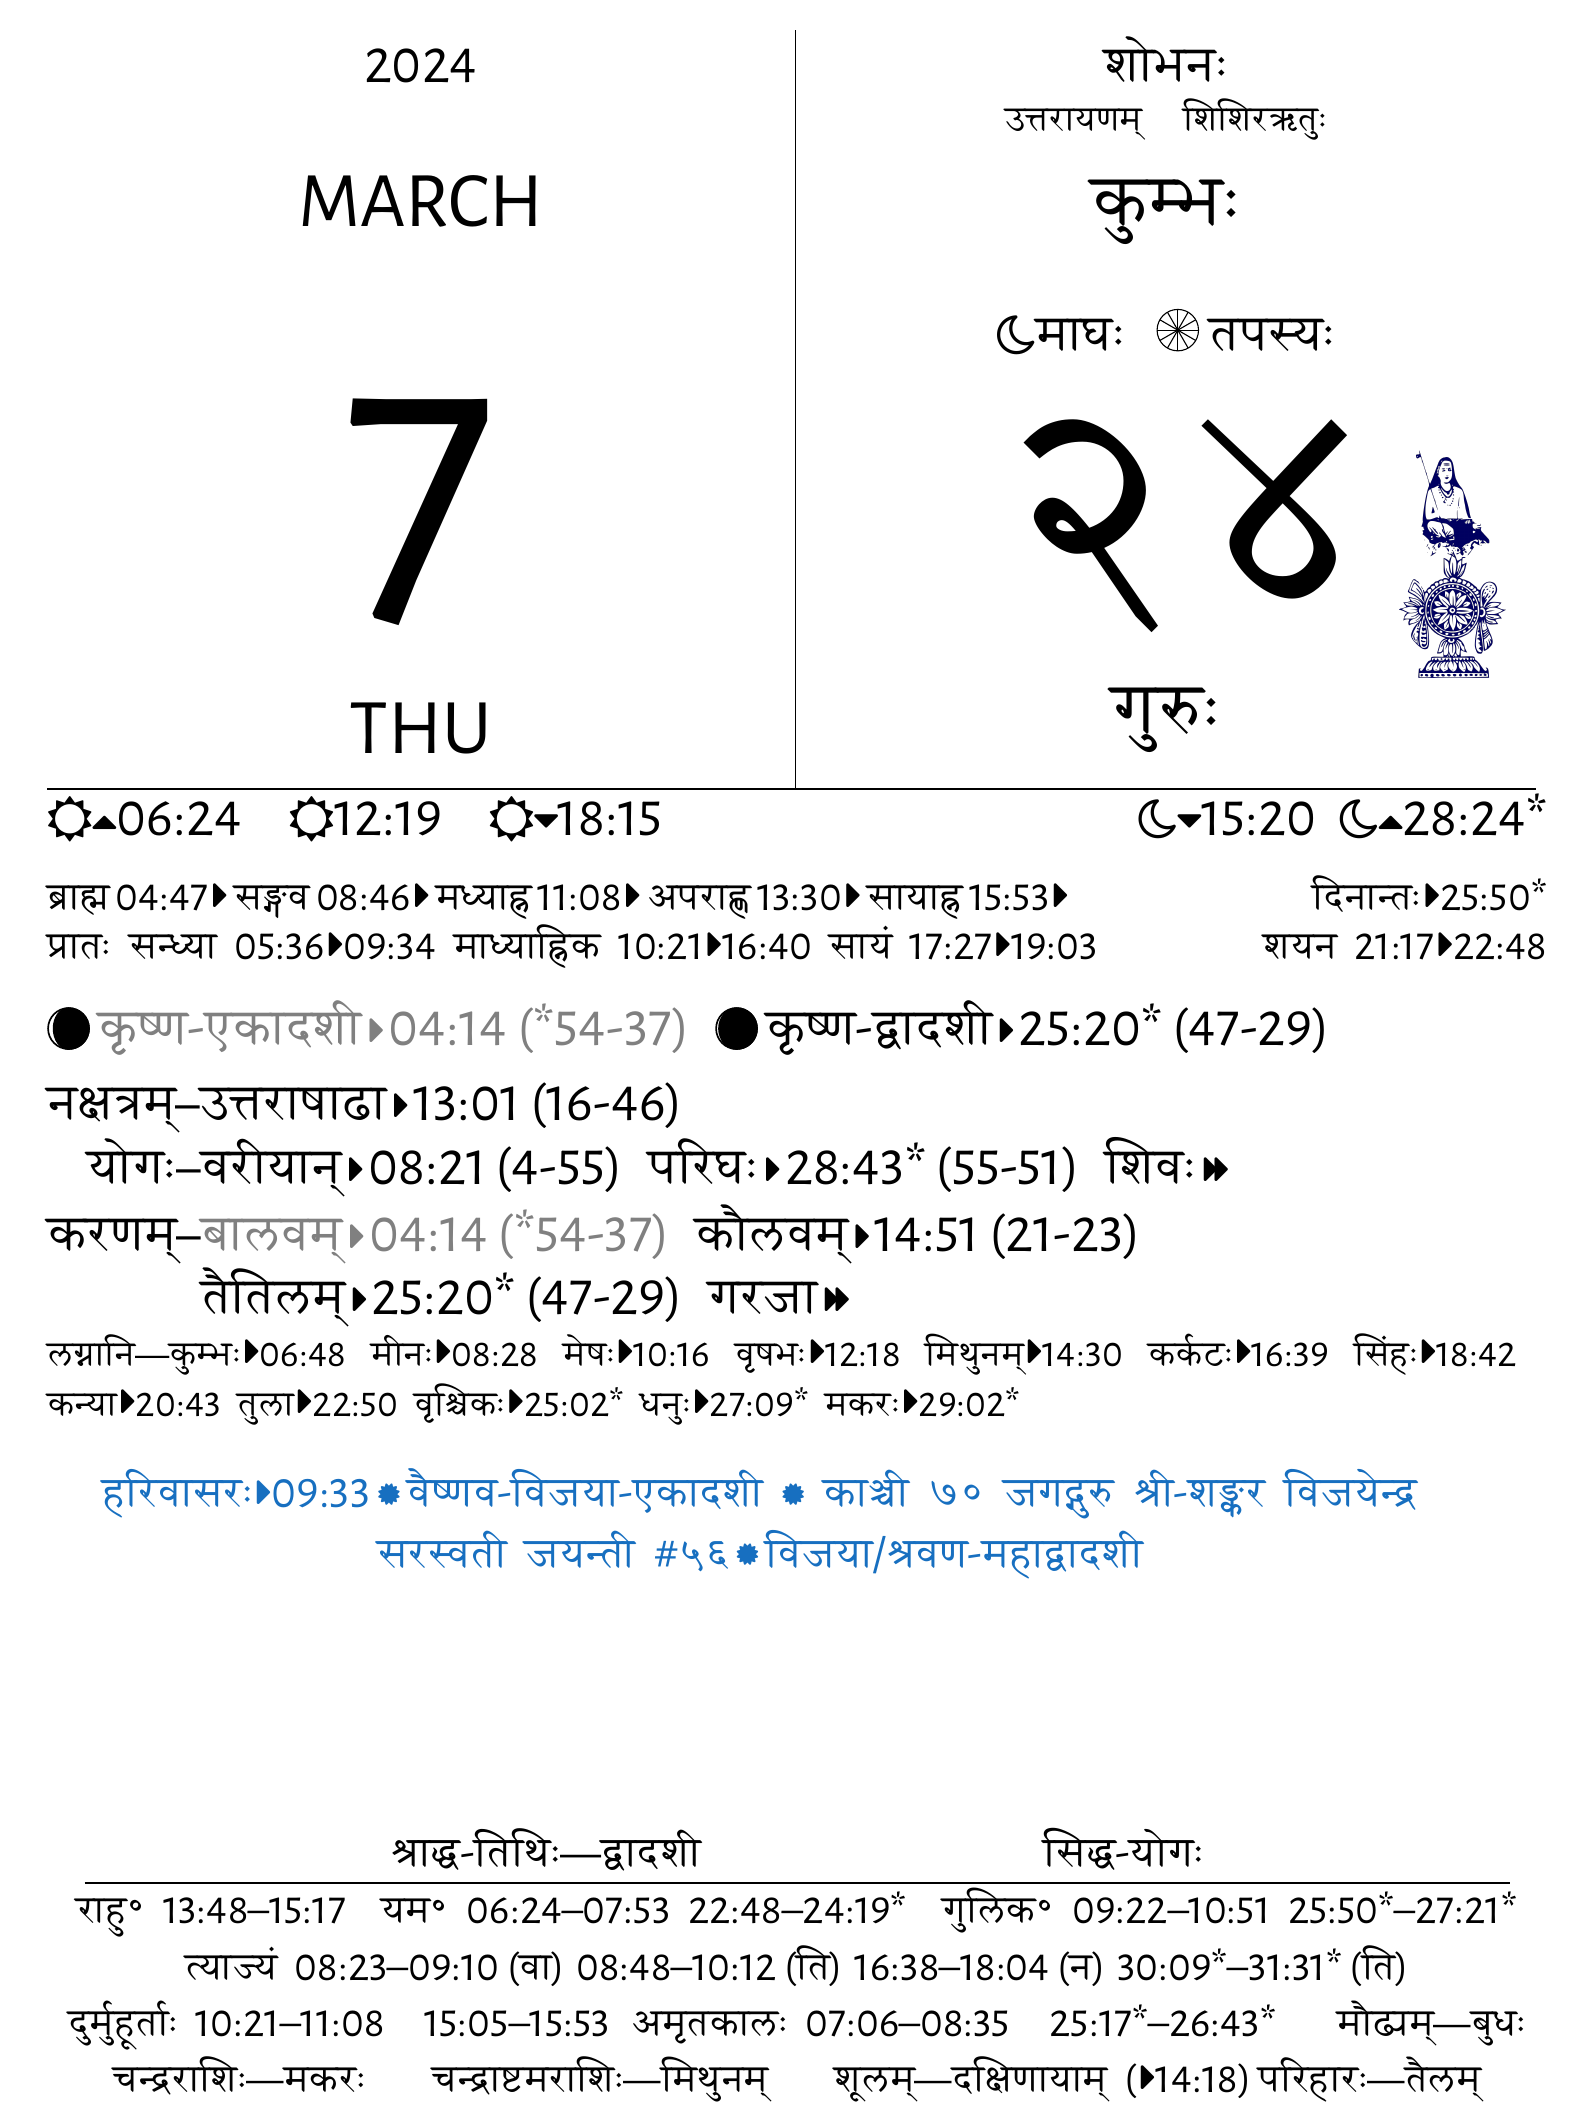 2024
MARCH
7
THU
शोभनः
उत्तरायणम् शिशिरऋतुः
कुम्भः
माघः तपस्यः
२४
गुरुः
06:24 12:19 18:15 15:20 28:24*
ब्राह्म 04:47 सङ्गव 08:46 मध्याह्न 11:08 अपराह्ण 13:30 सायाह्न 15:53 दिनान्तः 25:50*
प्रातः सन्ध्या 05:36 09:34 माध्याह्निक 10:21 16:40 सायं 17:27 19:03 शयन 21:17 22:48
कृष्ण-एकादशी 04:14 (*54-37) कृष्ण-द्वादशी 25:20* (47-29)
नक्षत्रम्–उत्तराषाढा 13:01 (16-46)
योगः–वरीयान् 08:21 (4-55) परिघः 28:43* (55-51) शिवः
करणम्–बालवम् 04:14 (*54-37) कौलवम् 14:51 (21-23)
तैतिलम् 25:20* (47-29) गरजा
लग्नानि—कुम्भः 06:48 मीनः 08:28 मेषः 10:16 वृषभः 12:18 मिथुनम् 14:30 कर्कटः 16:39 सिंहः 18:42
कन्या 20:43 तुला 22:50 वृश्चिकः 25:02* धनुः 27:09* मकरः 29:02*
हरिवासरः 09:33 वैष्णव-विजया-एकादशी काञ्ची ७० जगद्गुरु श्री-शङ्कर विजयेन्द्र
सरस्वती जयन्ती #५६ विजया/श्रवण-महाद्वादशी
श्राद्ध-तिथिः—द्वादशी सिद्ध-योगः
राहु॰ 13:48–15:17 यम॰ 06:24–07:53 22:48–24:19* गुलिक॰ 09:22–10:51 25:50*–27:21*
त्याज्यं 08:23–09:10 (वा) 08:48–10:12 (ति) 16:38–18:04 (न) 30:09*–31:31* (ति)
दुर्मुहूर्ताः 10:21–11:08 15:05–15:53 अमृतकालः 07:06–08:35 25:17*–26:43* मौढ्यम्—बुधः
चन्द्रराशिः—मकरः चन्द्राष्टमराशिः—मिथुनम् शूलम्—दक्षिणायाम् (14:18) परिहारः—तैलम्